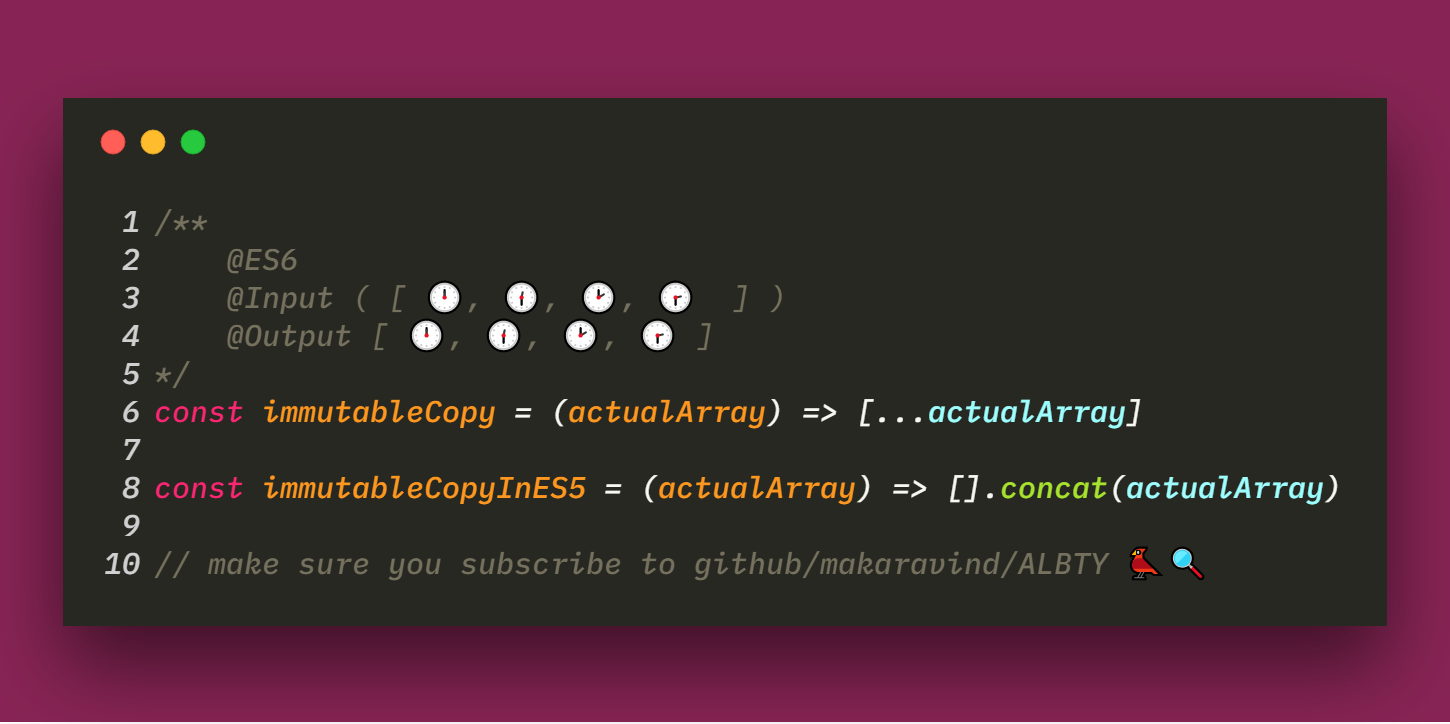 1 /**
2     @ES6
3     @Input ( [ 🕛, 🕧, 🕑, 🕝  ] )
4     @Output [ 🕛, 🕧, 🕑, 🕝 ]
5 */
6 const immutableCopy = (actualArray) => [...actualArray]
7
8 const immutableCopyInES5 = (actualArray) => [].concat(actualArray)
9
10 // make sure you subscribe to github/makaravind/ALBTY 🐦🔍